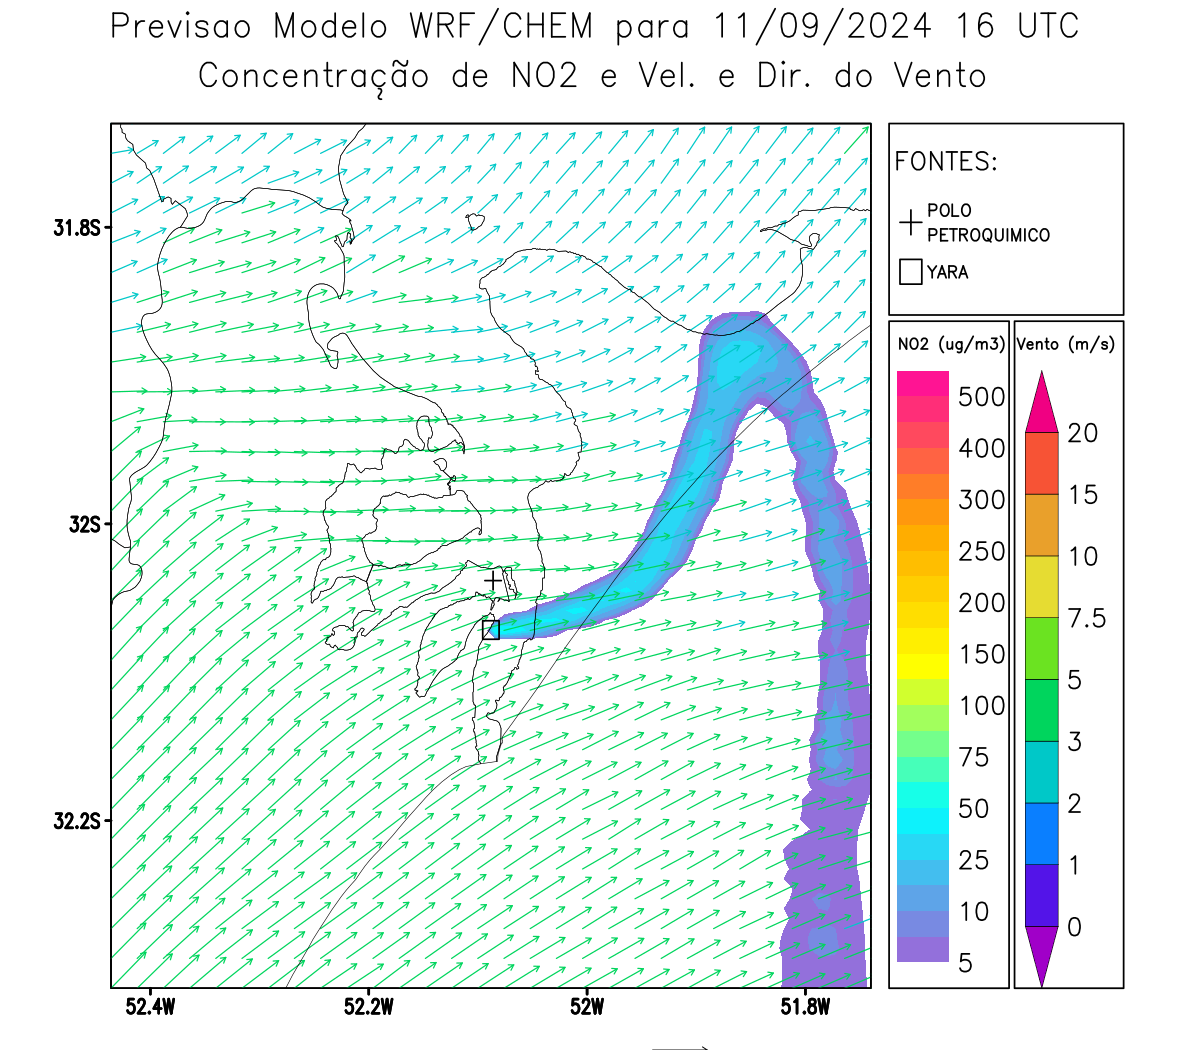 Previsao Modelo WRF/CHEM para 11/09/2024 16 UTC
Concentração de NO2 e Vel. e Dir. do Vento
FONTES:
POLO
PETROQUIMICO
YARA
NO2 (ug/m3)
500
400
300
250
200
150
100
75
50
25
10
5
Vento (m/s)
20
15
10
7.5
5
3
2
1
0
31.8S
32S
32.2S
52.4W
52.2W
52W
51.8W